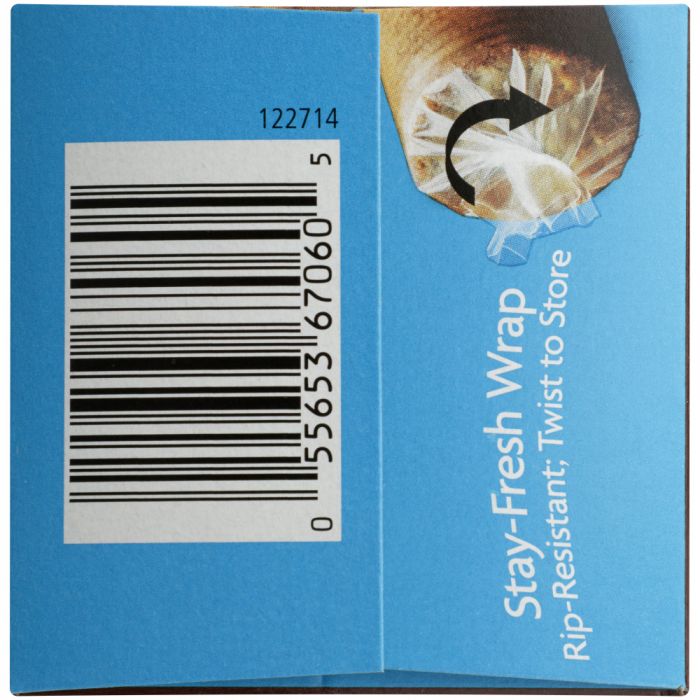 122714
0 55653 67060 5
Stay-Fresh Wrap
Rip-Resistant; Twist to Store